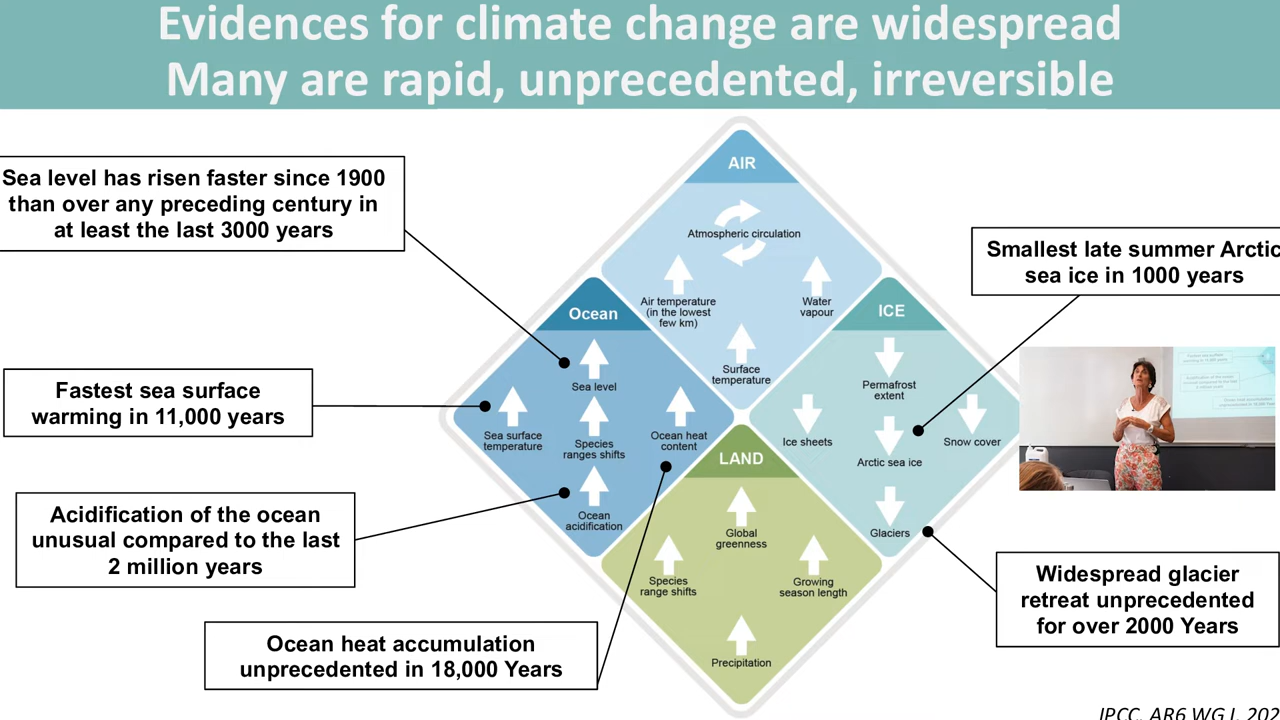 Evidences for climate change are widespread
Many are rapid, unprecedented, irreversible
Sea level has risen faster since 1900
than over any preceding century in
at least the last 3000 years
Fastest sea surface
warming in 11,000 years
Acidification of the ocean
unusual compared to the last
2 million years
Ocean heat accumulation
unprecedented in 18,000 Years
AIR
Atmospheric circulation
Air temperature
(in the lowest
few km)
Water
vapour
Surface
temperature
Ocean
Sea level
Sea surface
temperature
Species
ranges shifts
Ocean heat
content
Ocean
acidification
ICE
Permafrost
extent
Ice sheets
Snow cover
Arctic sea ice
Glaciers
LAND
Global
greenness
Species
range shifts
Growing
season length
Precipitation
Smallest late summer Arctic
sea ice in 1000 years
Widespread glacier
retreat unprecedented
for over 2000 Years
IPCC, AR6 WG I, 202